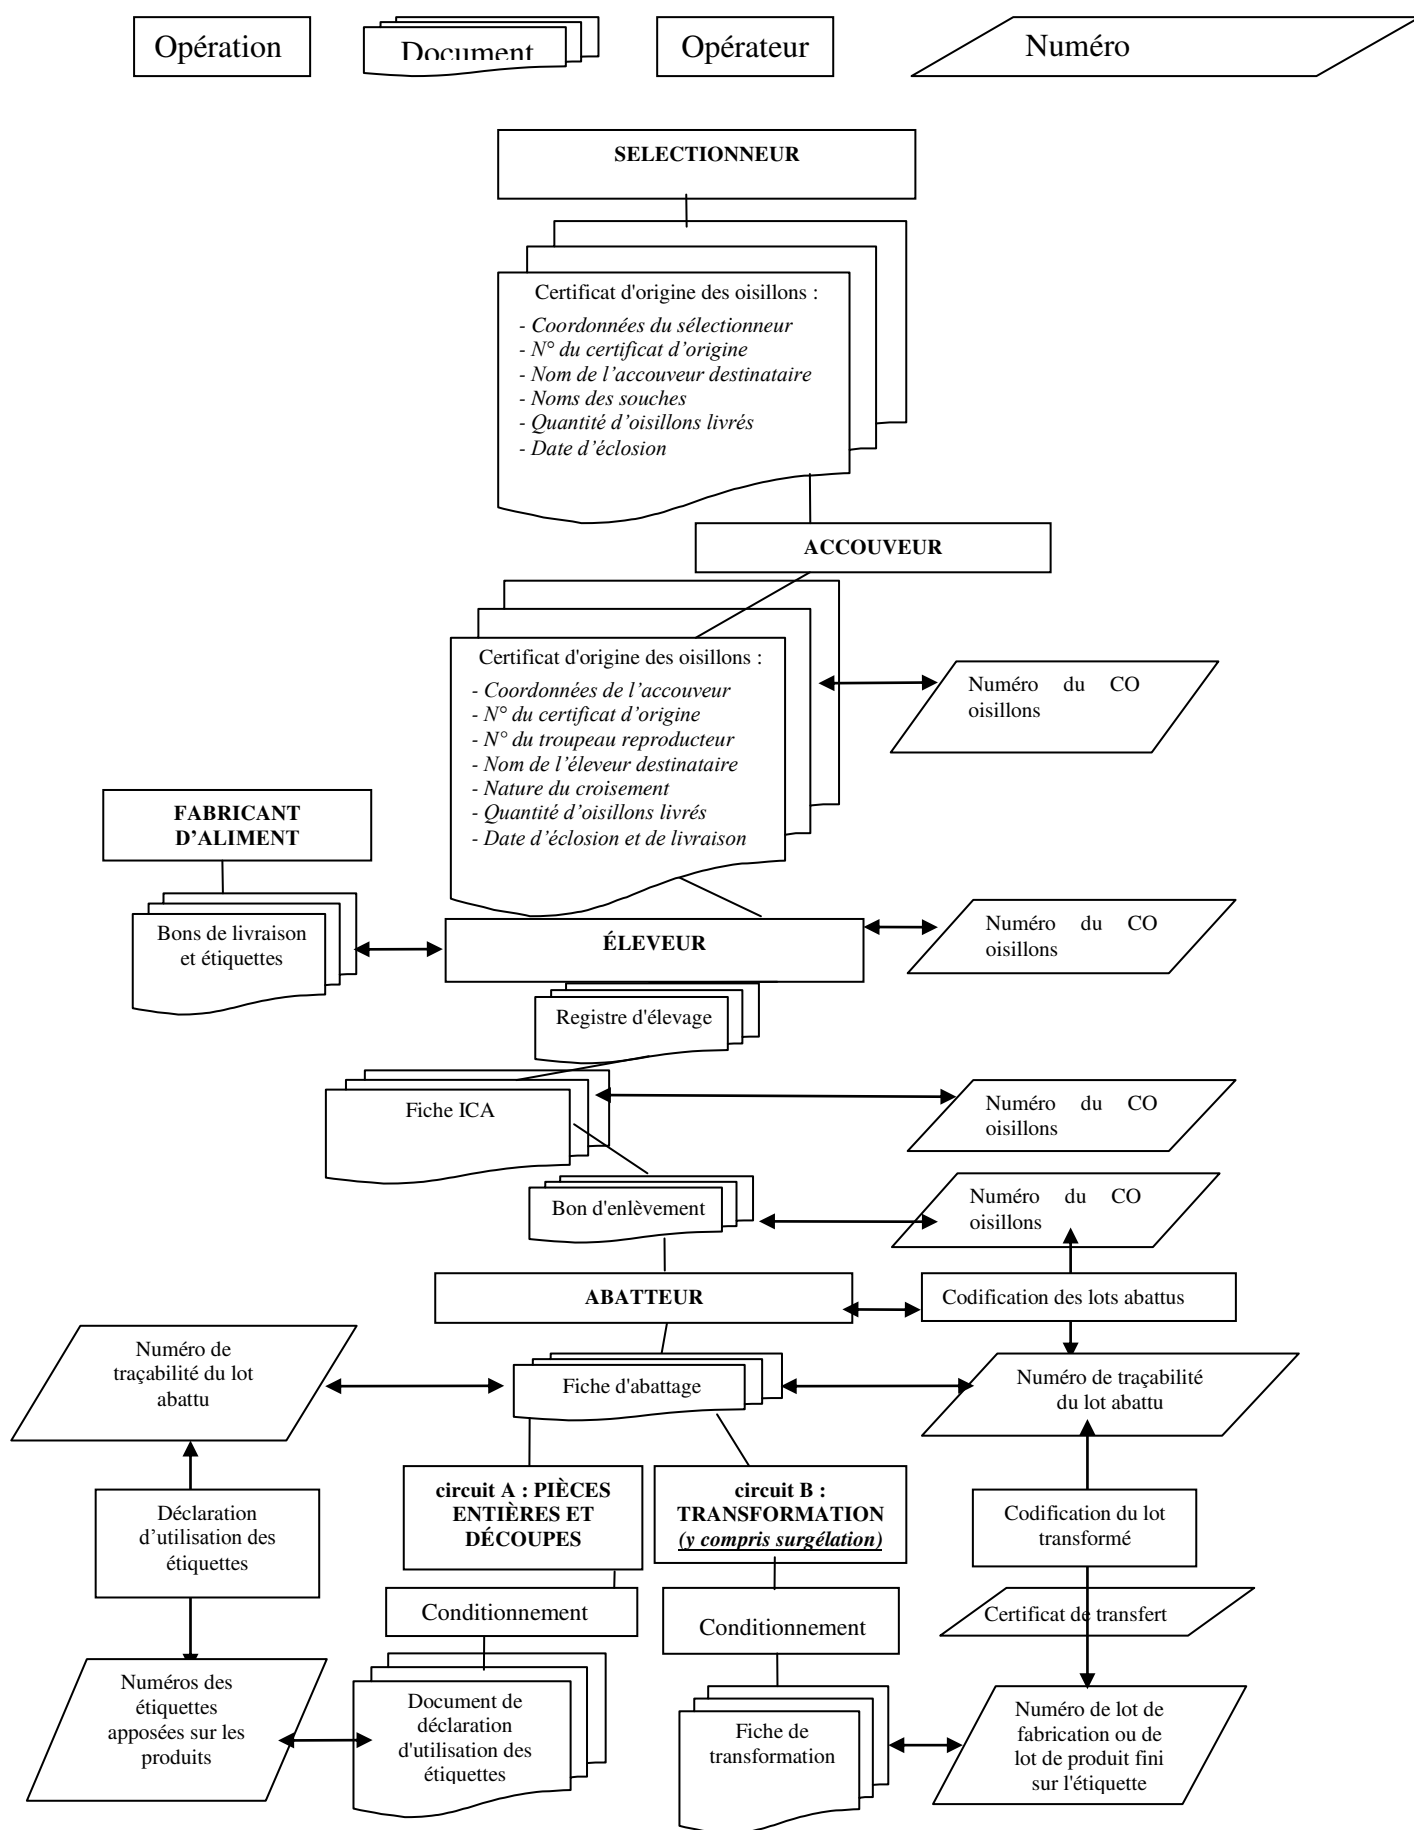 Opération
Document
Opérateur
Numéro
SELECTIONNEUR
Certificat d'origine des oisillons :
- Coordonnées du sélectionneur
- N° du certificat d'origine
- Nom de l'accouveur destinataire
- Noms des souches
- Quantité d'oisillons livrés
- Date d'éclosion
ACCOUVEUR
Certificat d'origine des oisillons :
- Coordonnées de l'accouveur
- N° du certificat d'origine
- N° du troupeau reproducteur
- Nom de l'éleveur destinataire
- Nature du croisement
- Quantité d'oisillons livrés
- Date d'éclosion et de livraison
Numéro du CO
oisillons
FABRICANT
D'ALIMENT
Bons de livraison
et étiquettes
ÉLEVEUR
Numéro du CO
oisillons
Registre d'élevage
Fiche ICA
Numéro du CO
oisillons
Bon d'enlèvement
Numéro du CO
oisillons
ABATTEUR
Codification des lots abattus
Numéro de
traçabilité du lot
abattu
Fiche d'abattage
Numéro de traçabilité
du lot abattu
Déclaration
d'utilisation des
étiquettes
circuit A : PIÈCES
ENTIÈRES ET
DÉCOUPES
circuit B :
TRANSFORMATION
(y compris surgélation)
Codification du lot
transformé
Conditionnement
Conditionnement
Certificat de transfert
Numéros des
étiquettes
apposées sur les
produits
Document de
déclaration
d'utilisation des
étiquettes
Fiche de
transformation
Numéro de lot de
fabrication ou de
lot de produit fini
sur l'étiquette